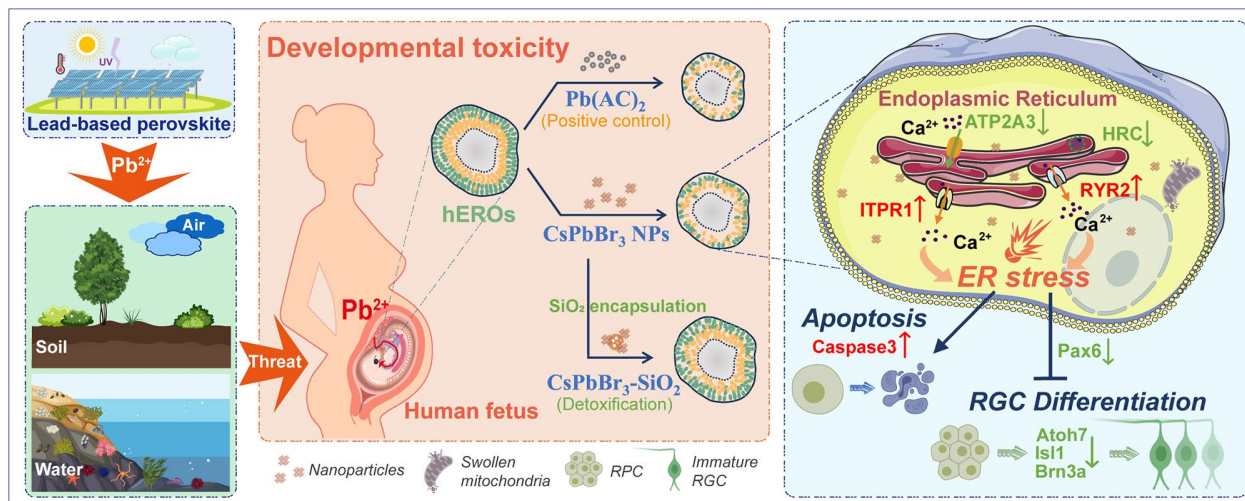 UV
Lead-based perovskite
Pb²⁺
Air
Soil
Water
Threat
Developmental toxicity
Pb(AC)₂
(Positive control)
hEROs
CsPbBr₃ NPs
SiO₂ encapsulation
CsPbBr₃-SiO₂
(Detoxification)
Pb²⁺
Human fetus
Nanoparticles
Swollen
mitochondria
RPC
Immature
RGC
Endoplasmic Reticulum
Ca²⁺
ATP2A3↓
HRC↓
ITPR1↑
RYR2↑
Ca²⁺
Ca²⁺
ER stress
Apoptosis
Caspase3↑
Pax6↓
RGC Differentiation
Atoh7
Isl1↓
Brn3a